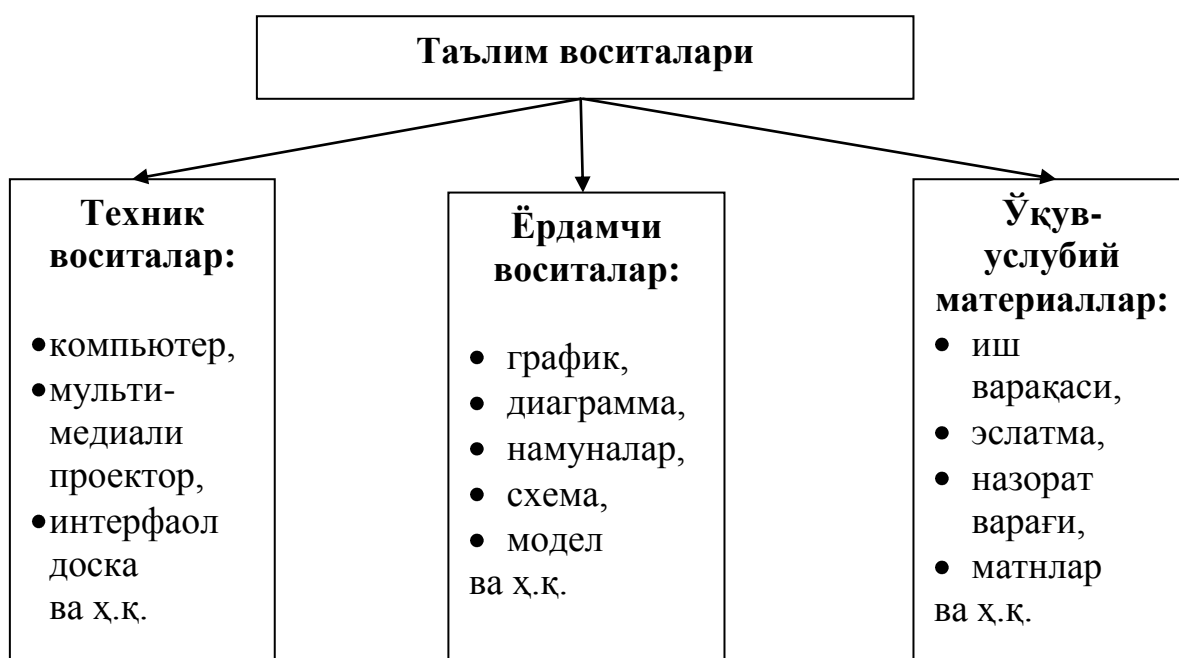 Таълим воситалари
Техник
воситалар:
•компьютер,
•мульти-
медиали
проектор,
•интерфаол
доска
ва ҳ.қ.
Ёрдамчи
воситалар:
• график,
• диаграмма,
• намуналар,
• схема,
• модел
ва ҳ.қ.
Ўқув-
услубий
материаллар:
• иш
варақаси,
• эслатма,
• назорат
варағи,
• матнлар
ва ҳ.қ.